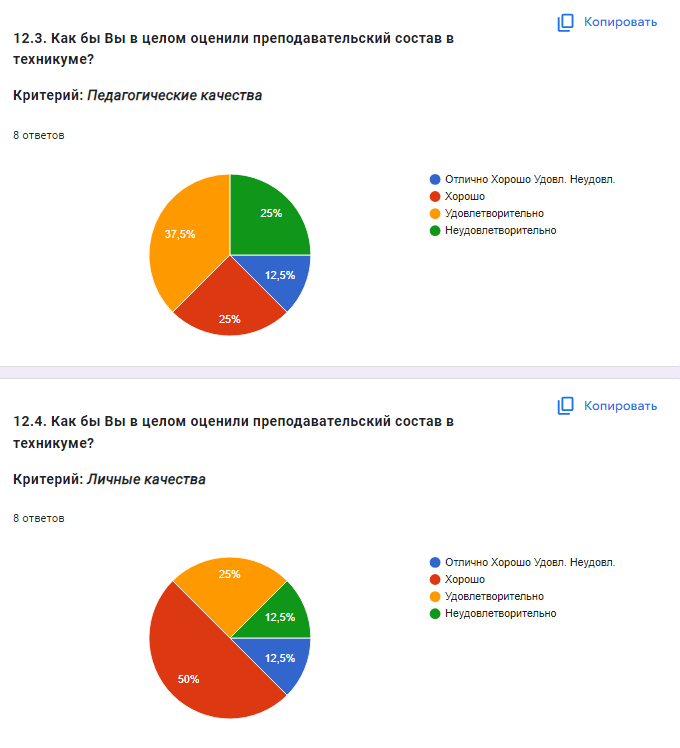 Копировать
12.3. Как бы Вы в целом оценили преподавательский состав в
техникуме?
Критерий: Педагогические качества
8 ответов
Отлично Хорошо Удовл. Неудовл.
Хорошо
Удовлетворительно
Неудовлетворительно
25%
37,5%
12,5%
25%
Копировать
12.4. Как бы Вы в целом оценили преподавательский состав в
техникуме?
Критерий: Личные качества
8 ответов
Отлично Хорошо Удовл. Неудовл.
Хорошо
Удовлетворительно
Неудовлетворительно
25%
12,5%
12,5%
50%